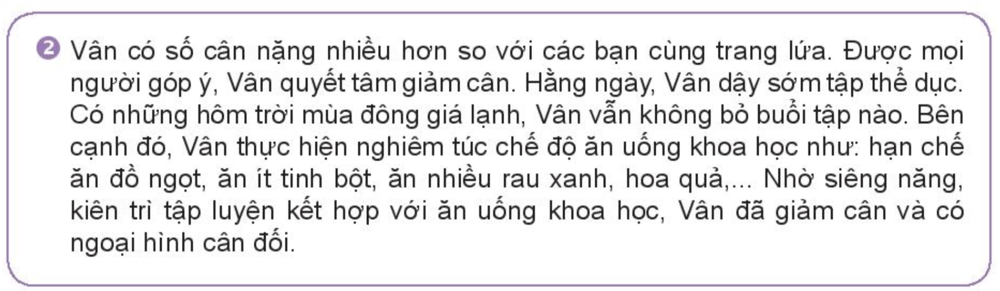 2 Vân có số cân nặng nhiều hơn so với các bạn cùng trang lứa. Được mọi
người góp ý, Vân quyết tâm giảm cân. Hằng ngày, Vân dậy sớm tập thể dục.
Có những hôm trời mùa đông giá lạnh, Vân vẫn không bỏ buổi tập nào. Bên
cạnh đó, Vân thực hiện nghiêm túc chế độ ăn uống khoa học như: hạn chế
ăn đồ ngọt, ăn ít tinh bột, ăn nhiều rau xanh, hoa quả,... Nhờ siêng năng,
kiên trì tập luyện kết hợp với ăn uống khoa học, Vân đã giảm cân và có
ngoại hình cân đối.